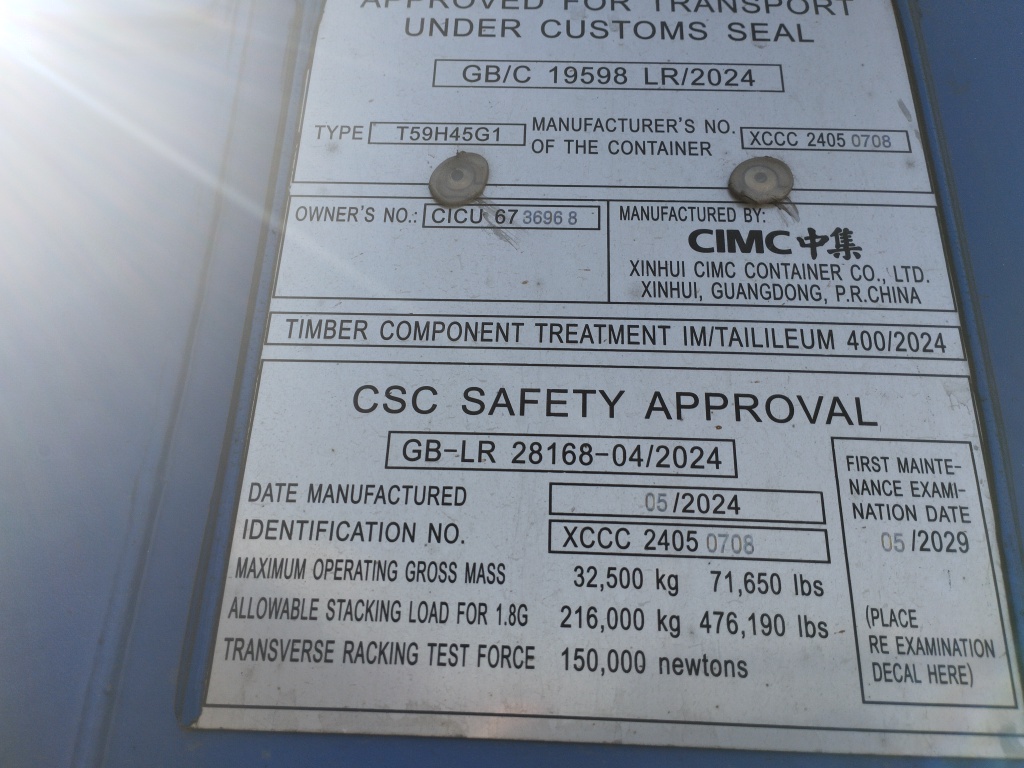 APPROVED FOR TRANSPORT
UNDER CUSTOMS SEAL
GB/C 19598 LR/2024
TYPE T59H45G1 MANUFACTURER'S NO. OF THE CONTAINER XCCC 2405 0708
OWNER'S NO.: CICU 67 3696 8
MANUFACTURED BY:
CIMC 中集
XINHUI CIMC CONTAINER CO., LTD.
XINHUI, GUANGDONG, P.R.CHINA
TIMBER COMPONENT TREATMENT IM/TAILILEUM 400/2024
CSC SAFETY APPROVAL
GB-LR 28168-04/2024
DATE MANUFACTURED 05/2024
IDENTIFICATION NO. XCCC 2405 0708
MAXIMUM OPERATING GROSS MASS 32,500 kg 71,650 lbs
ALLOWABLE STACKING LOAD FOR 1.8G 216,000 kg 476,190 lbs
TRANSVERSE RACKING TEST FORCE 150,000 newtons
FIRST MAINTE-
NANCE EXAMI-
NATION DATE
05/2029
(PLACE
RE EXAMINATION
DECAL HERE)